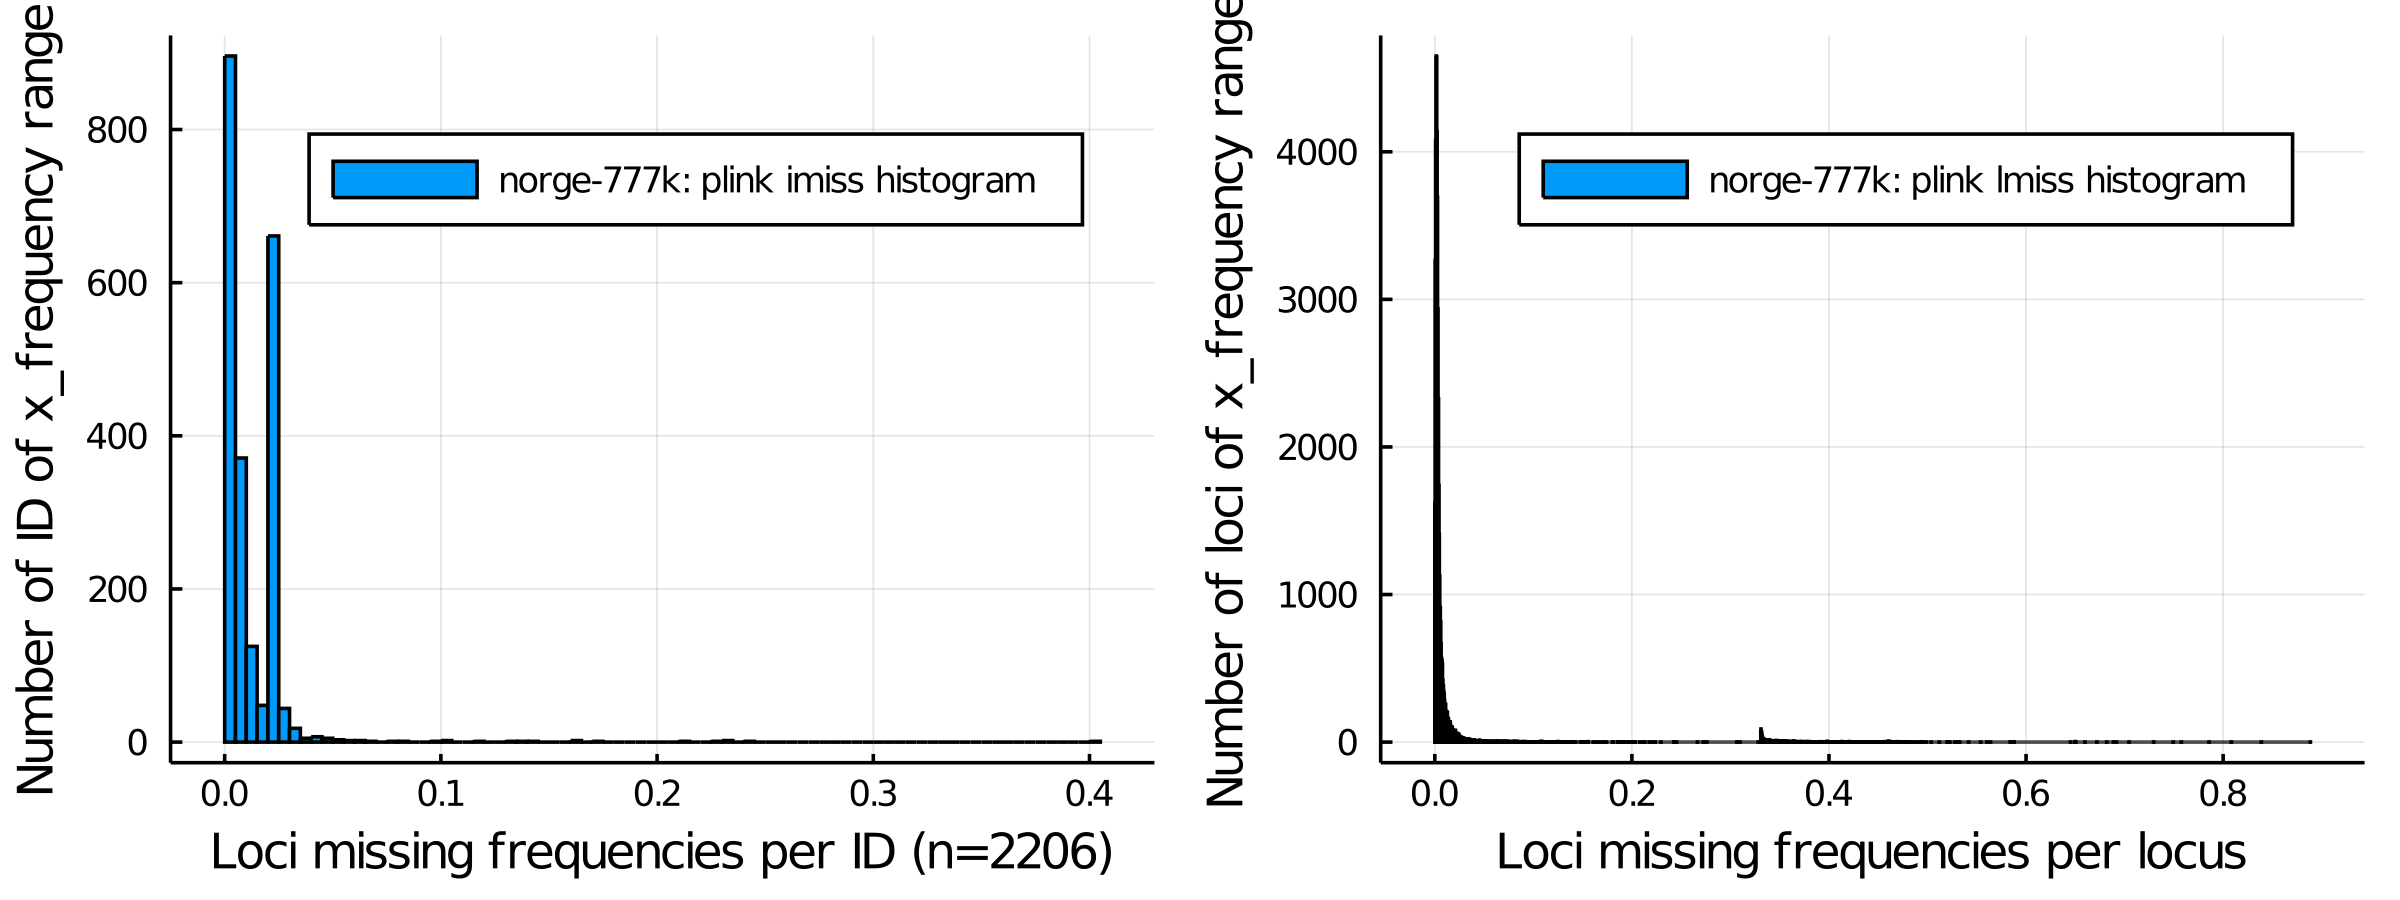 Number of ID of x_frequency range
800
600
400
200
0
norge-777k: plink imiss histogram
0.0 0.1 0.2 0.3 0.4
Loci missing frequencies per ID (n=2206)
Number of loci of x_frequency range
4000
3000
2000
1000
0
norge-777k: plink lmiss histogram
0.0 0.2 0.4 0.6 0.8
Loci missing frequencies per locus